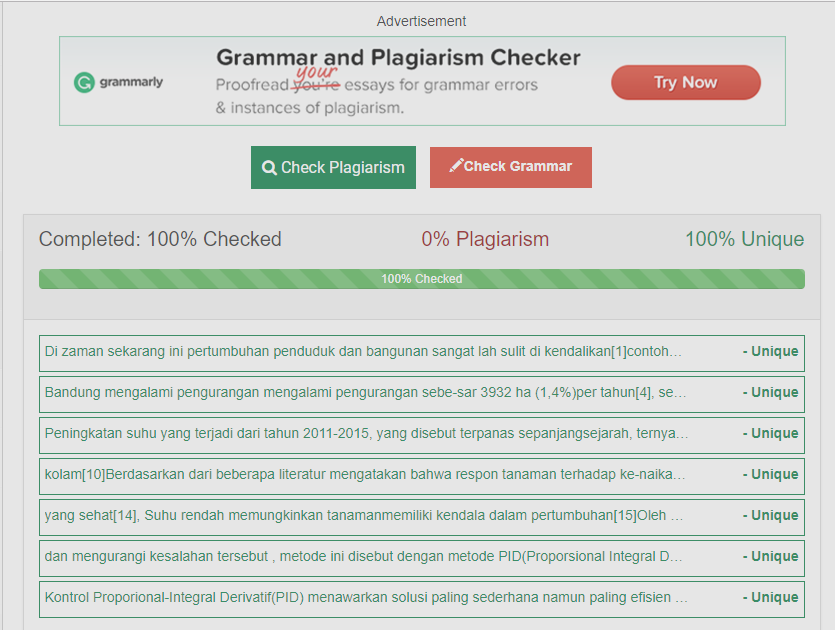 Advertisement
grammarly
Grammar and Plagiarism Checker
your
Proofread you're essays for grammar errors
& instances of plagiarism.
Try Now
Check Plagiarism
Check Grammar
Completed: 100% Checked
0% Plagiarism
100% Unique
100% Checked
Di zaman sekarang ini pertumbuhan penduduk dan bangunan sangat lah sulit di kendalikan[1]contoh… - Unique
Bandung mengalami pengurangan mengalami pengurangan sebe-sar 3932 ha (1,4%)per tahun[4], se… - Unique
Peningkatan suhu yang terjadi dari tahun 2011-2015, yang disebut terpanas sepanjangsejarah, ternya… - Unique
kolam[10]Berdasarkan dari beberapa literatur mengatakan bahwa respon tanaman terhadap ke-naika… - Unique
yang sehat[14], Suhu rendah memungkinkan tanamanmemiliki kendala dalam pertumbuhan[15]Oleh … - Unique
dan mengurangi kesalahan tersebut , metode ini disebut dengan metode PID(Proporsional Integral D… - Unique
Kontrol Proporional-Integral Derivatif(PID) menawarkan solusi paling sederhana namun paling efisien … - Unique